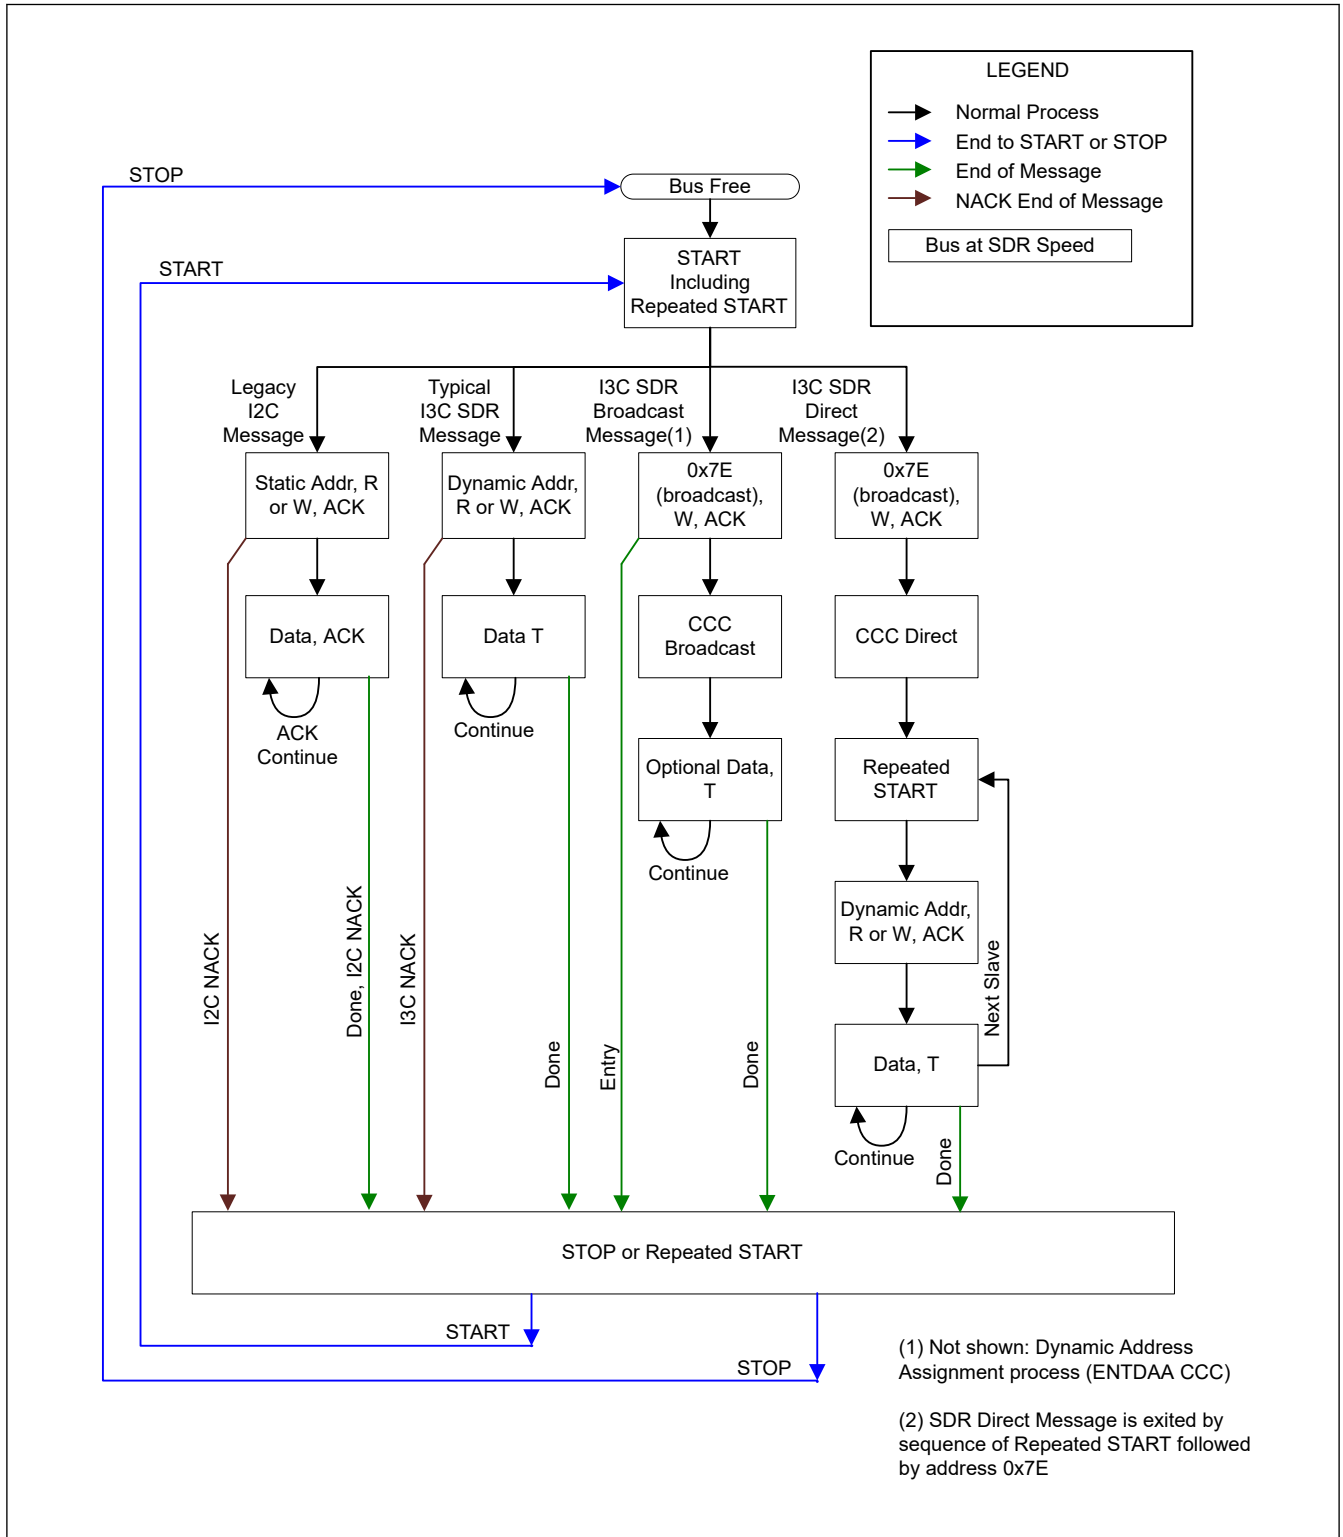 LEGEND
Normal Process
End to START or STOP
End of Message
NACK End of Message
Bus at SDR Speed
STOP
Bus Free
START
START
Including
Repeated START
Legacy
I2C
Message
Typical
I3C SDR
Message
I3C SDR
Broadcast
Message(1)
I3C SDR
Direct
Message(2)
Static Addr, R
or W, ACK
Dynamic Addr,
R or W, ACK
0x7E
(broadcast),
W, ACK
0x7E
(broadcast),
W, ACK
Data, ACK
Data T
CCC
Broadcast
CCC Direct
ACK
Continue
Continue
Optional Data,
T
Repeated
START
Continue
Dynamic Addr,
R or W, ACK
I2C NACK
Done, I2C NACK
I3C NACK
Done
Entry
Done
Next Slave
Data, T
Continue
Done
STOP or Repeated START
START
STOP
(1) Not shown: Dynamic Address
Assignment process (ENTDAA CCC)
(2) SDR Direct Message is exited by
sequence of Repeated START followed
by address 0x7E